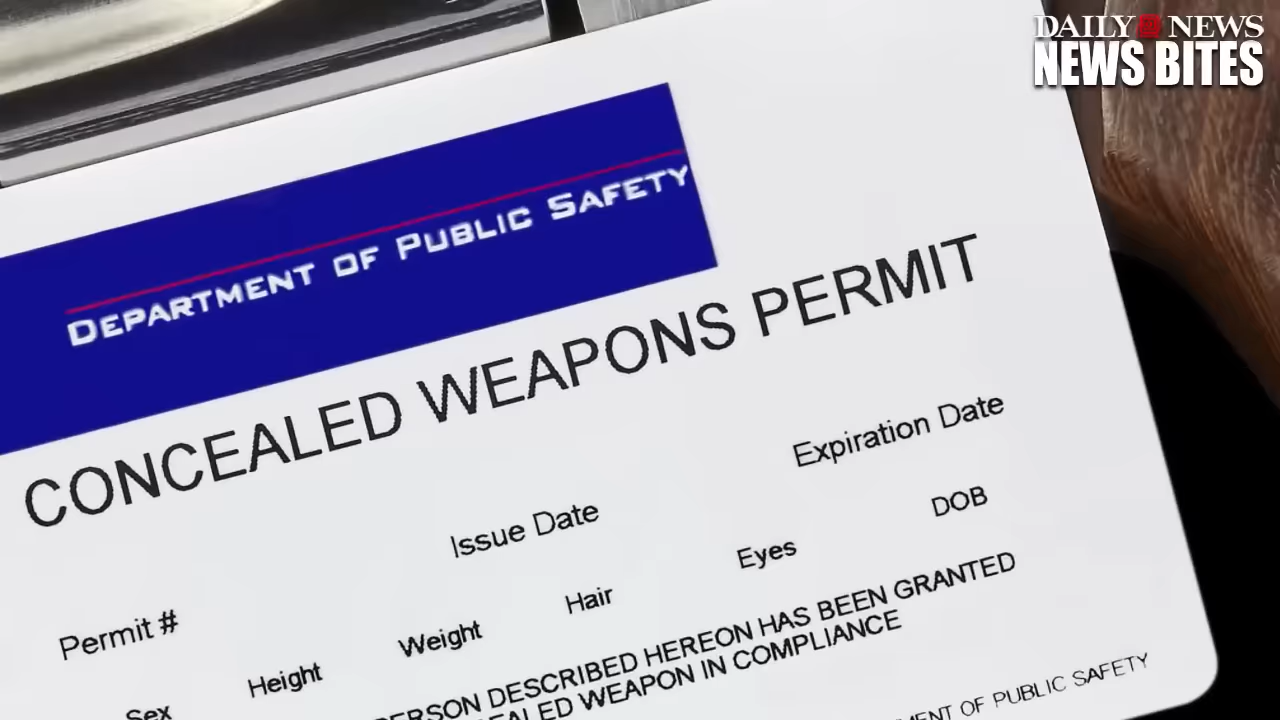 DAILY NEWS
NEWS BITES
DEPARTMENT OF PUBLIC SAFETY
CONCEALED WEAPONS PERMIT
Expiration Date
Issue Date
DOB
Eyes
Hair
Permit #
Weight
Height
Sex
PERSON DESCRIBED HEREON HAS BEEN GRANTED
WEAPON IN COMPLIANCE
OF PUBLIC SAFETY